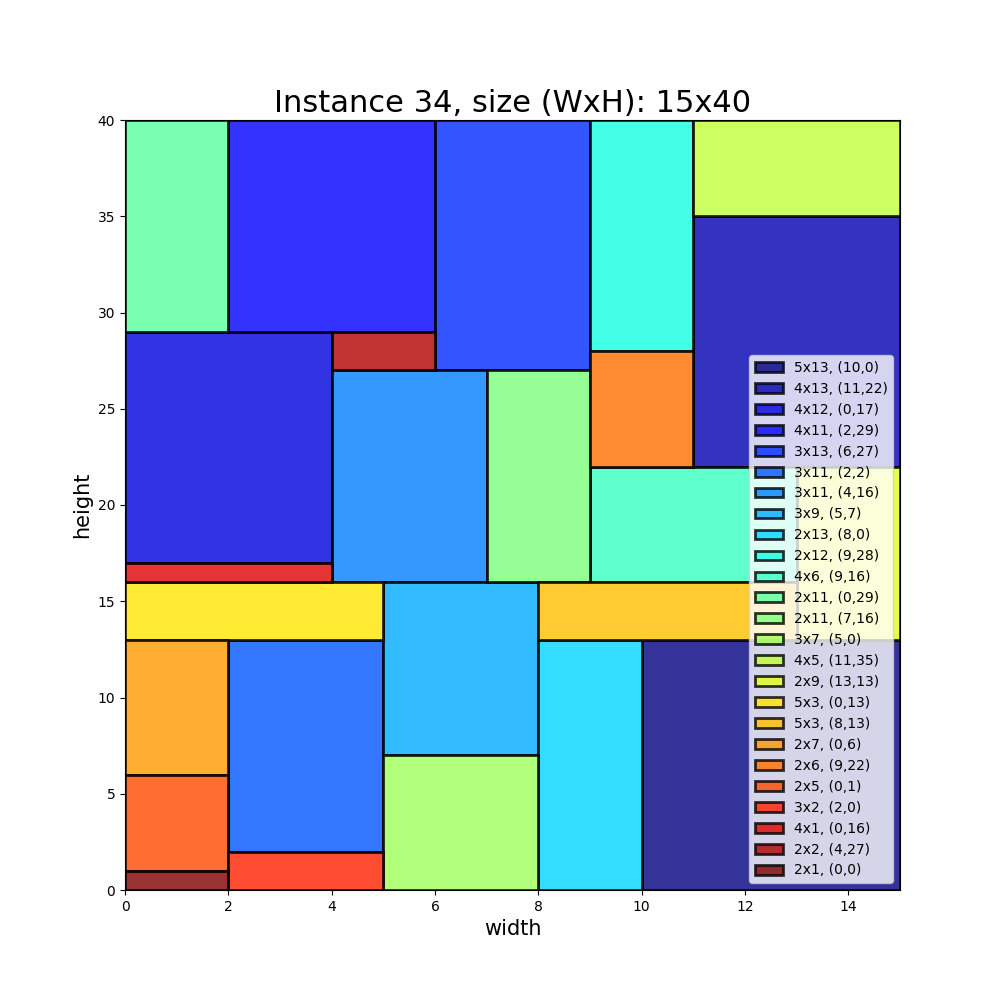 Instance 34, size (WxH): 15x40
40
35
30
25
20
15
10
5
0
height
5x13, (10,0)
4x13, (11,22)
4x12, (0,17)
4x11, (2,29)
3x13, (6,27)
3x11, (2,2)
3x11, (4,16)
3x9, (5,7)
2x13, (8,0)
2x12, (9,28)
4x6, (9,16)
2x11, (0,29)
2x11, (7,16)
3x7, (5,0)
4x5, (11,35)
2x9, (13,13)
5x3, (0,13)
5x3, (8,13)
2x7, (0,6)
2x6, (9,22)
2x5, (0,1)
3x2, (2,0)
4x1, (0,16)
2x2, (4,27)
2x1, (0,0)
0 2 4 6 8 10 12 14
width